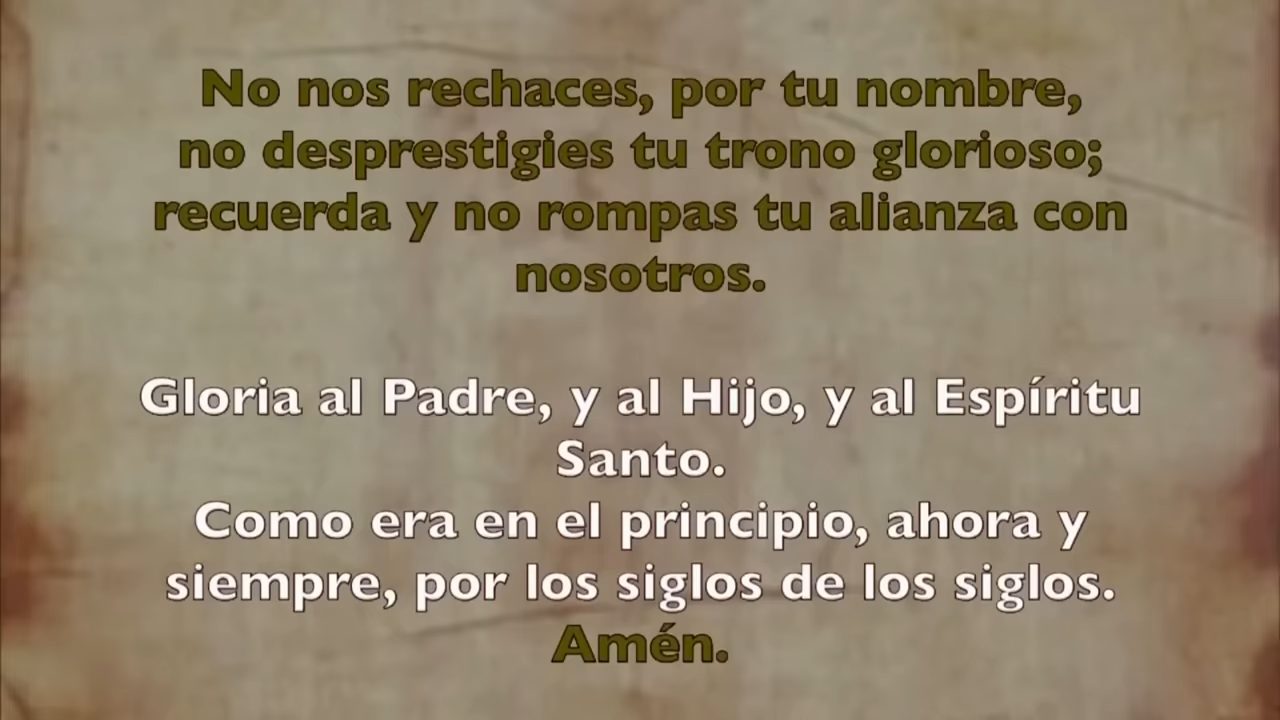 No nos rechaces, por tu nombre,
no desprestigies tu trono glorioso;
recuerda y no rompas tu alianza con
nosotros.
Gloria al Padre, y al Hijo, y al Espíritu
Santo.
Como era en el principio, ahora y
siempre, por los siglos de los siglos.
Amén.